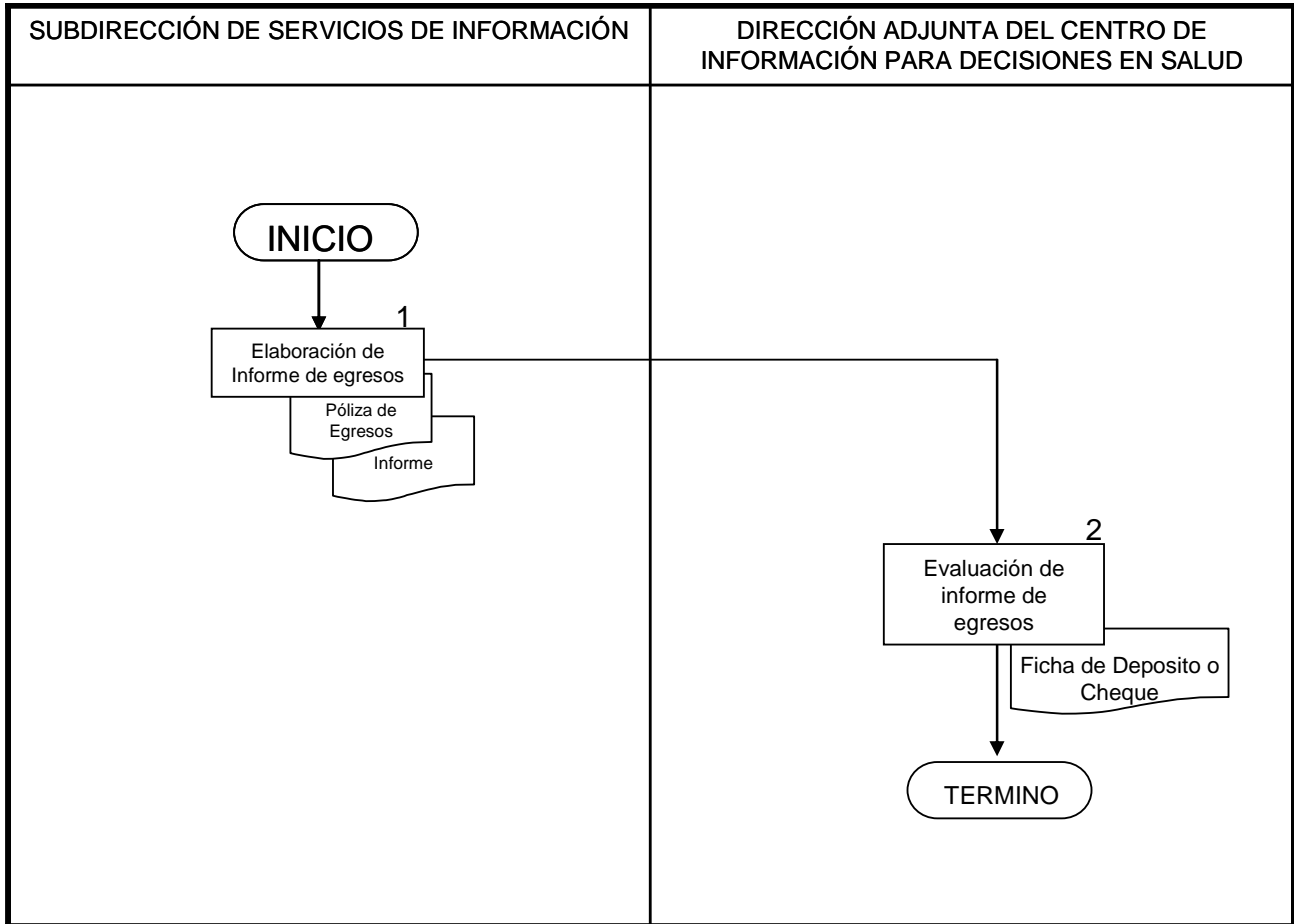 SUBDIRECCIÓN DE SERVICIOS DE INFORMACIÓN
DIRECCIÓN ADJUNTA DEL CENTRO DE
INFORMACIÓN PARA DECISIONES EN SALUD
INICIO
1
Elaboración de
Informe de egresos
Póliza de
Egresos
Informe
2
Evaluación de
informe de
egresos
Ficha de Deposito o
Cheque
TERMINO